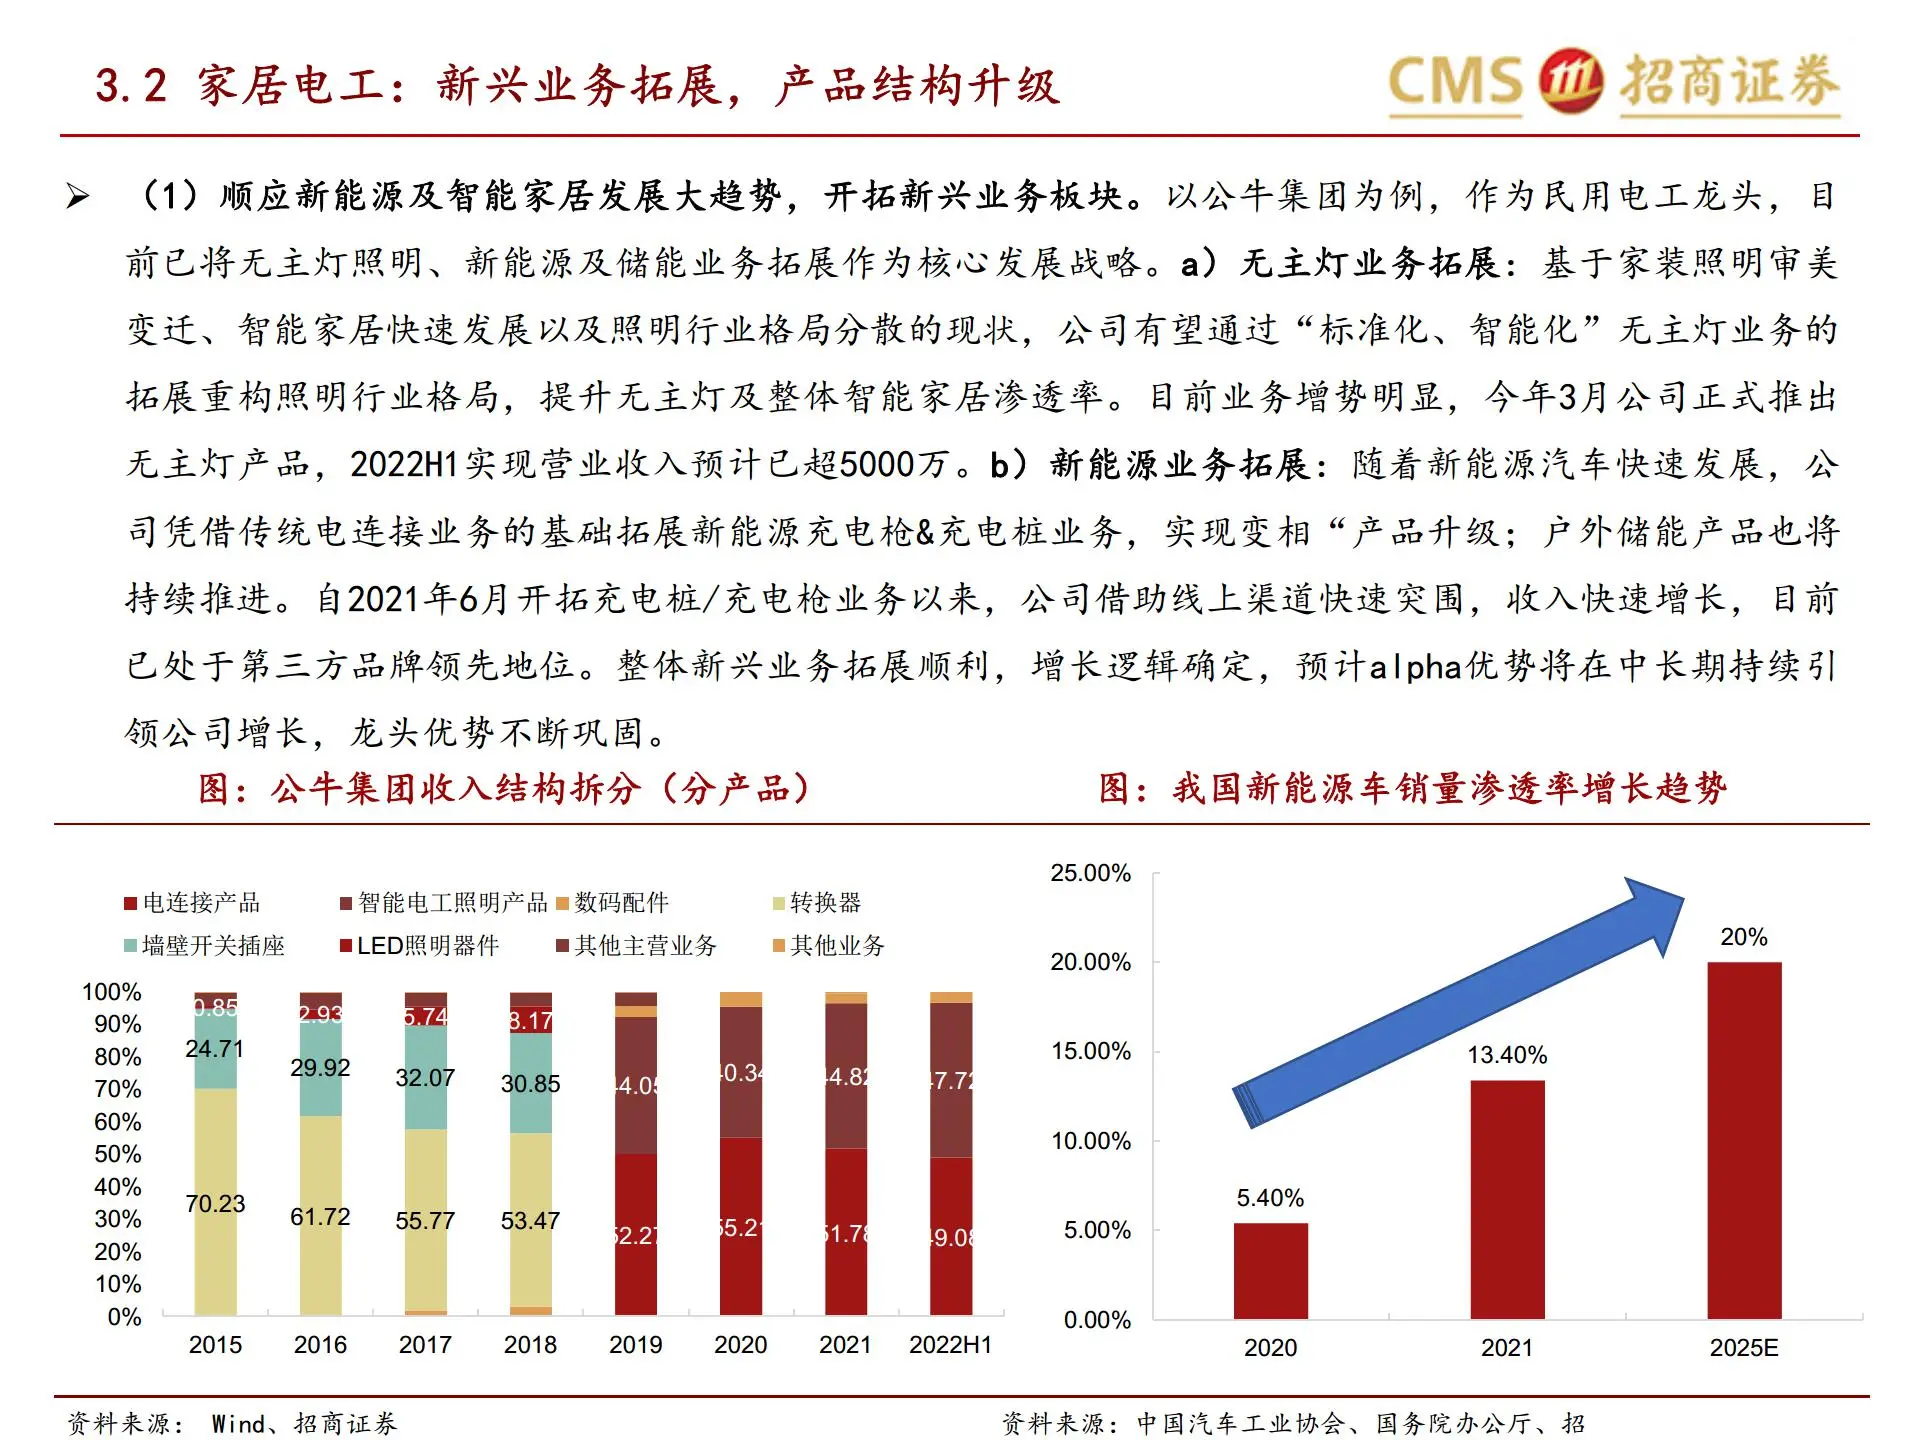 3.2 家居电工：新兴业务拓展，产品结构升级
CMS 招商证券
（1）顺应新能源及智能家居发展大趋势，开拓新兴业务板块。以公牛集团为例，作为民用电工龙头，目
前已将无主灯照明、新能源及储能业务拓展作为核心发展战略。a）无主灯业务拓展：基于家装照明审美
变迁、智能家居快速发展以及照明行业格局分散的现状，公司有望通过“标准化、智能化”无主灯业务的
拓展重构照明行业格局，提升无主灯及整体智能家居渗透率。目前业务增势明显，今年3月公司正式推出
无主灯产品，2022H1实现营业收入预计已超5000万。b）新能源业务拓展：随着新能源汽车快速发展，公
司凭借传统电连接业务的基础拓展新能源充电枪&充电桩业务，实现变相“产品升级；户外储能产品也将
持续推进。自2021年6月开拓充电桩/充电枪业务以来，公司借助线上渠道快速突围，收入快速增长，目前
已处于第三方品牌领先地位。整体新兴业务拓展顺利，增长逻辑确定，预计alpha优势将在中长期持续引
领公司增长，龙头优势不断巩固。
图：公牛集团收入结构拆分（分产品）
电连接产品 智能电工照明产品 数码配件 转换器
墙壁开关插座 LED照明器件 其他主营业务 其他业务
100%
90%
80%
70%
60%
50%
40%
30%
20%
10%
0%
0.85 2.93 5.74 8.17
24.71 29.92 32.07 30.85 44.05 40.34 44.82 47.72
70.23 61.72 55.77 53.47 52.27 55.21 51.78 49.08
2015 2016 2017 2018 2019 2020 2021 2022H1
图：我国新能源车销量渗透率增长趋势
25.00%
20.00%
15.00%
10.00%
5.00%
0.00%
5.40% 13.40% 20%
2020 2021 2025E
资料来源： Wind、招商证券
资料来源：中国汽车工业协会、国务院办公厅、招